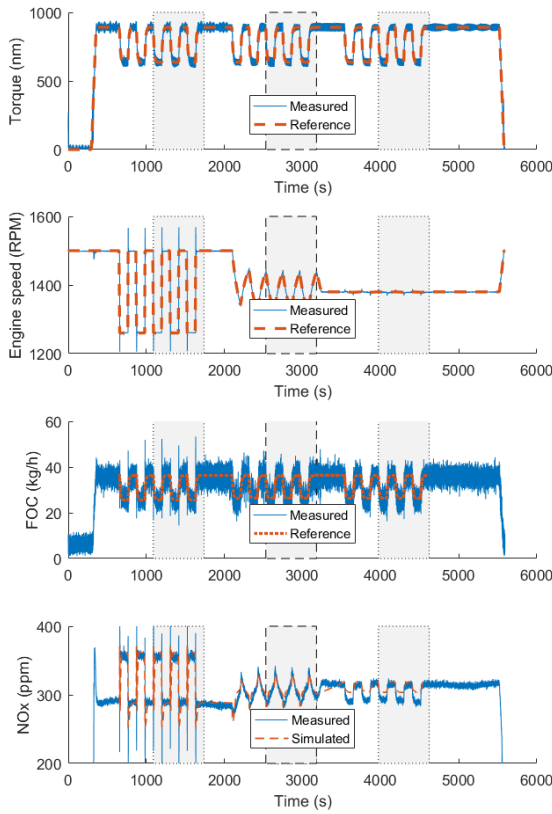 1000
500
0
Torque (nm)
Measured
Reference
0 1000 2000 3000 4000 5000 6000
Time (s)
1600
1400
1200
Engine speed (RPM)
Measured
Reference
0 1000 2000 3000 4000 5000 6000
Time (s)
60
40
20
0
FOC (kg/h)
Measured
Reference
0 1000 2000 3000 4000 5000 6000
Time (s)
400
300
200
NOx (ppm)
Measured
Simulated
0 1000 2000 3000 4000 5000 6000
Time (s)